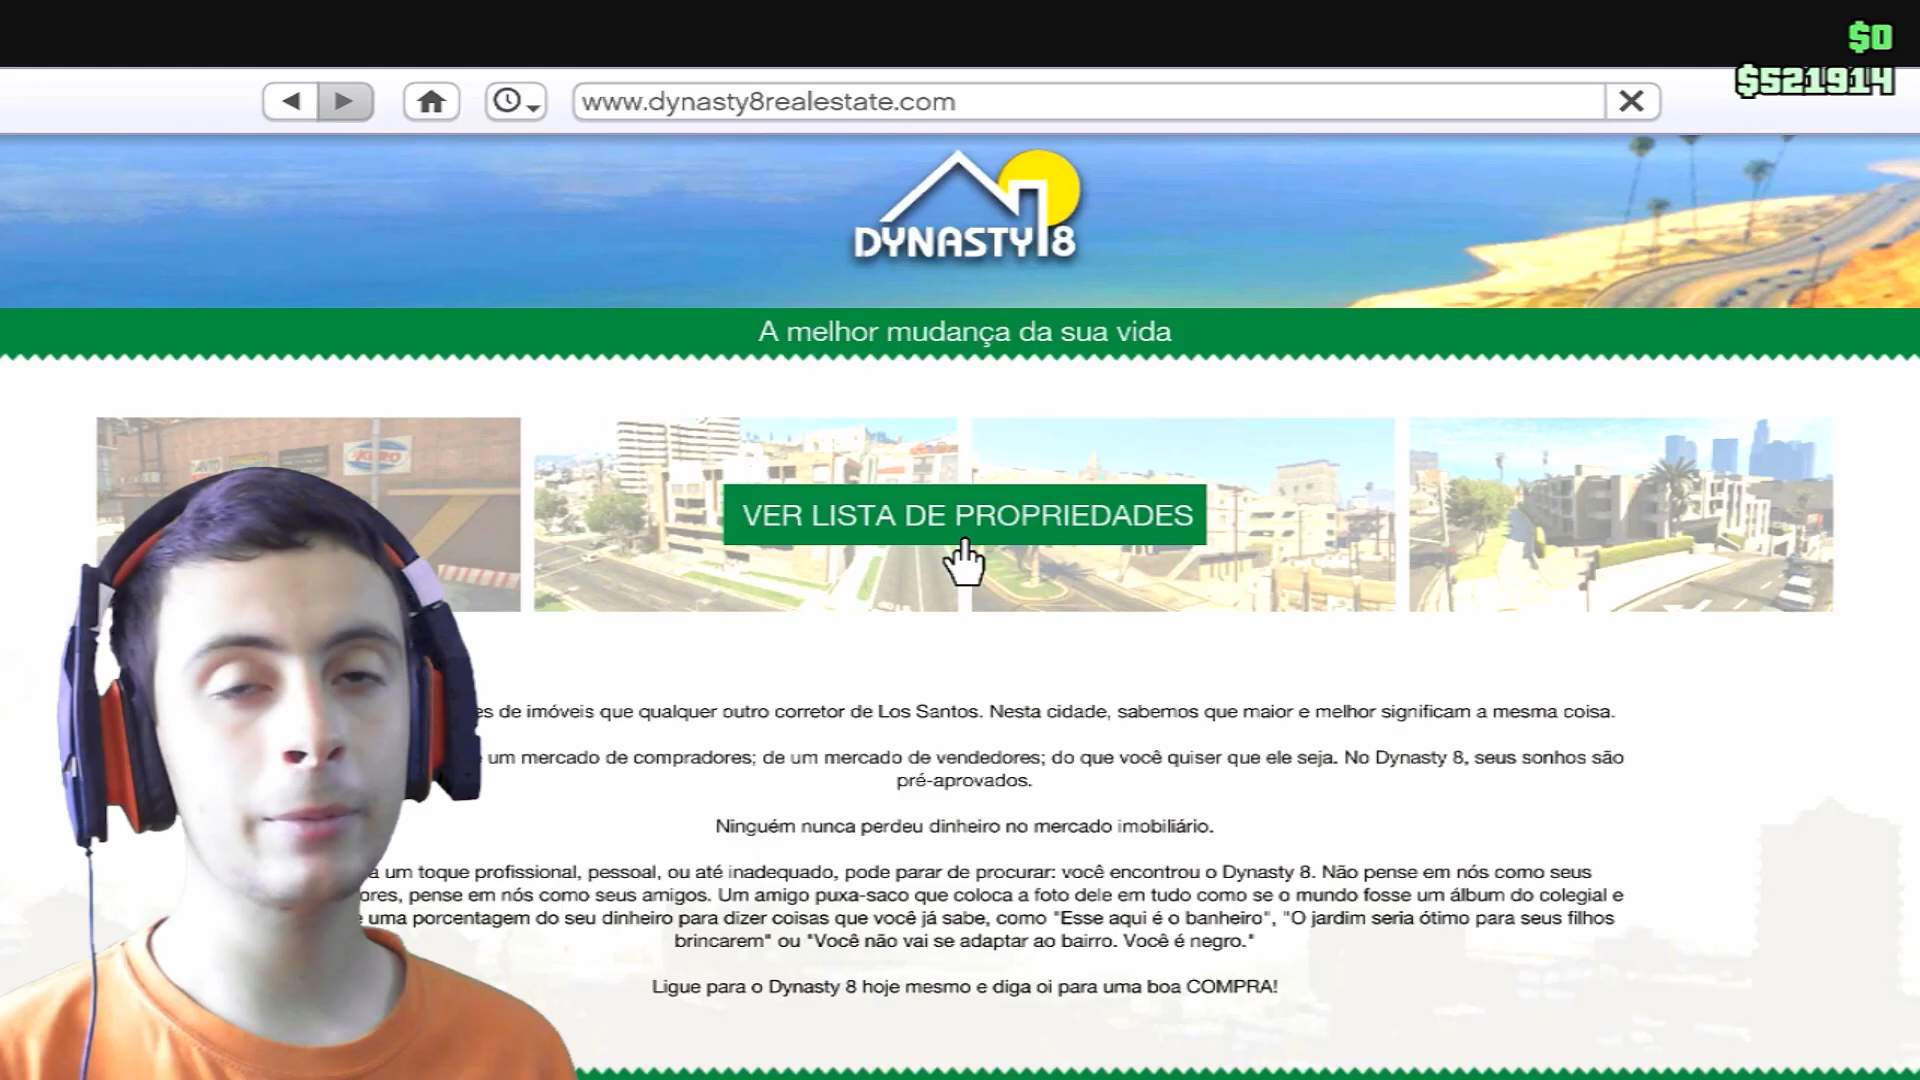 $0
$521914
www.dynasty8realestate.com
DYNASTY 8
A melhor mudança da sua vida
VER LISTA DE PROPRIEDADES
de imóveis que qualquer outro corretor de Los Santos. Nesta cidade, sabemos que maior e melhor significam a mesma coisa.
um mercado de compradores; de um mercado de vendedores; do que você quiser que ele seja. No Dynasty 8, seus sonhos são
pré-aprovados.
Ninguém nunca perdeu dinheiro no mercado imobiliário.
um toque profissional, pessoal, ou até inadequado, pode parar de procurar: você encontrou o Dynasty 8. Não pense em nós como seus
pense em nós como seus amigos. Um amigo puxa-saco que coloca a foto dele em tudo como se o mundo fosse um álbum do colegial e
uma porcentagem do seu dinheiro para dizer coisas que você já sabe, como "Esse aqui é o banheiro", "O jardim seria ótimo para seus filhos
brincarem" ou "Você não vai se adaptar ao bairro. Você é negro."
Ligue para o Dynasty 8 hoje mesmo e diga oi para uma boa COMPRA!